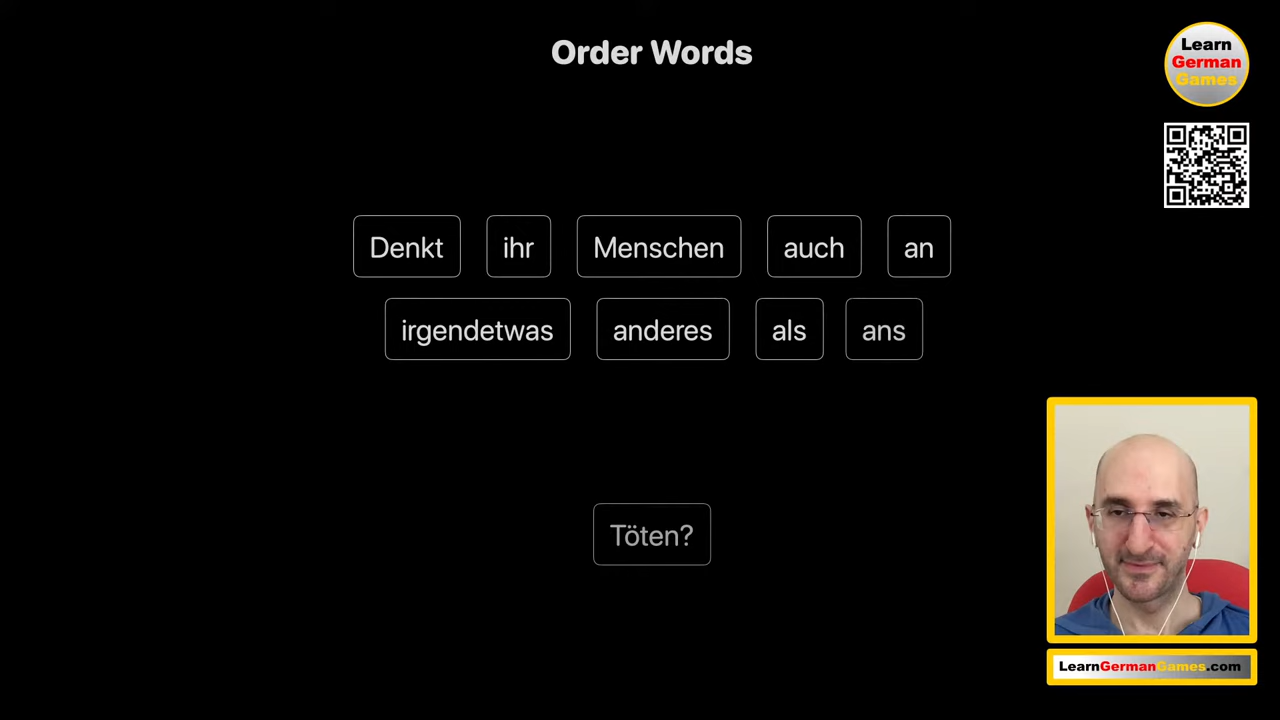 Order Words
Learn
German
Games
Denkt ihr Menschen auch an
irgendetwas anderes als ans
Töten?
LearnGermanGames.com